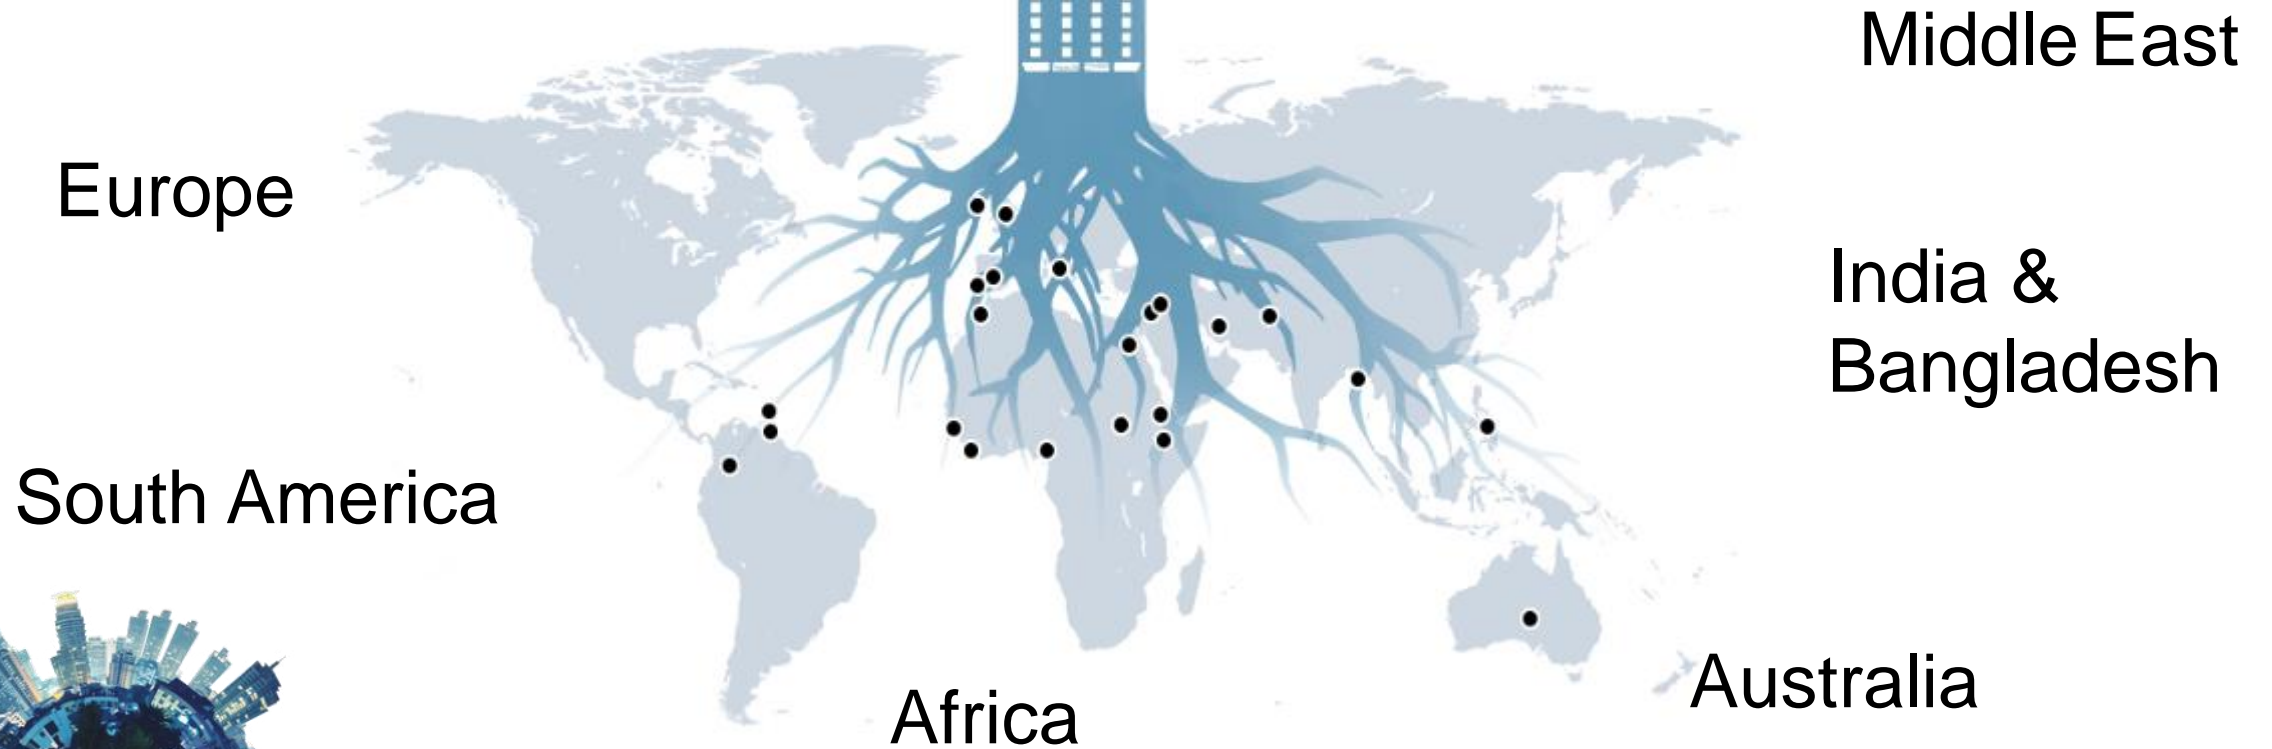 Middle East
Europe
India &
Bangladesh
South America
Australia
Africa